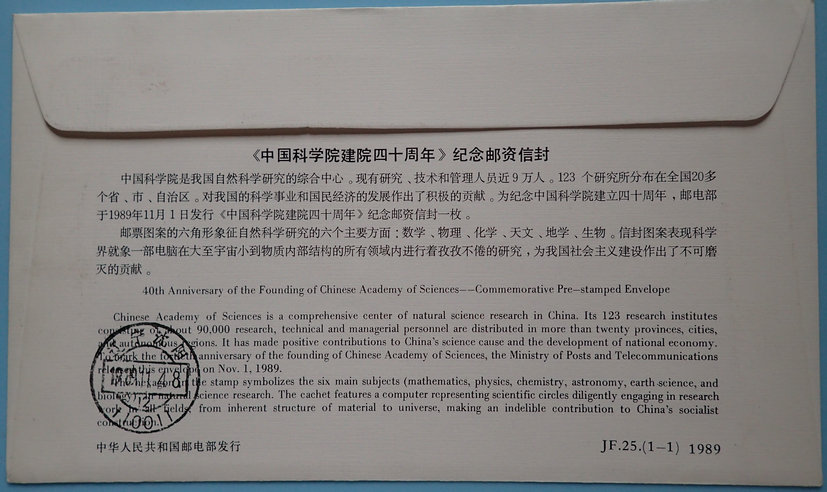 《中国科学院建院四十周年》纪念邮资信封
中国科学院是我国自然科学研究的综合中心。现有研究、技术和管理人员近9万人。123 个研究所分布在全国20多
个省、市、自治区。对我国的科学事业和国民经济的发展作出了积极的贡献。为纪念中国科学院建立四十周年，邮电部
于1989年11月1日发行《中国科学院建院四十周年》纪念邮资信封一枚。
邮票图案的六角形象征自然科学研究的六个主要方面：数学、物理、化学、天文、地学、生物。信封图案表现科学
界就象一部电脑在大至宇宙小到物质内部结构的所有领域内进行着孜孜不倦的研究，为我国社会主义建设作出了不可磨
灭的贡献。
40th Anniversary of the Founding of Chinese Academy of Sciences——Commemorative Pre—stamped Envelope
Chinese Academy of Sciences is a comprehensive center of natural science research in China. Its 123 research institutes
consisting of about 90,000 research, technical and managerial personnel are distributed in more than twenty provinces, cities,
and autonomous regions. It has made positive contributions to China's science cause and the development of national economy.
To mark the fortieth anniversary of the founding of Chinese Academy of Sciences, the Ministry of Posts and Telecommunications
released this envelope on Nov. 1, 1989.
The hexagon in the stamp symbolizes the six main subjects (mathematics, physics, chemistry, astronomy, earth science, and
biology) in natural science research. The cachet features a computer representing scientific circles diligently engaging in research
work in all fields, from inherent structure of material to universe, making an indelible contribution to China's socialist
construction.
中华人民共和国邮电部发行
JF.25.(1—1) 1989